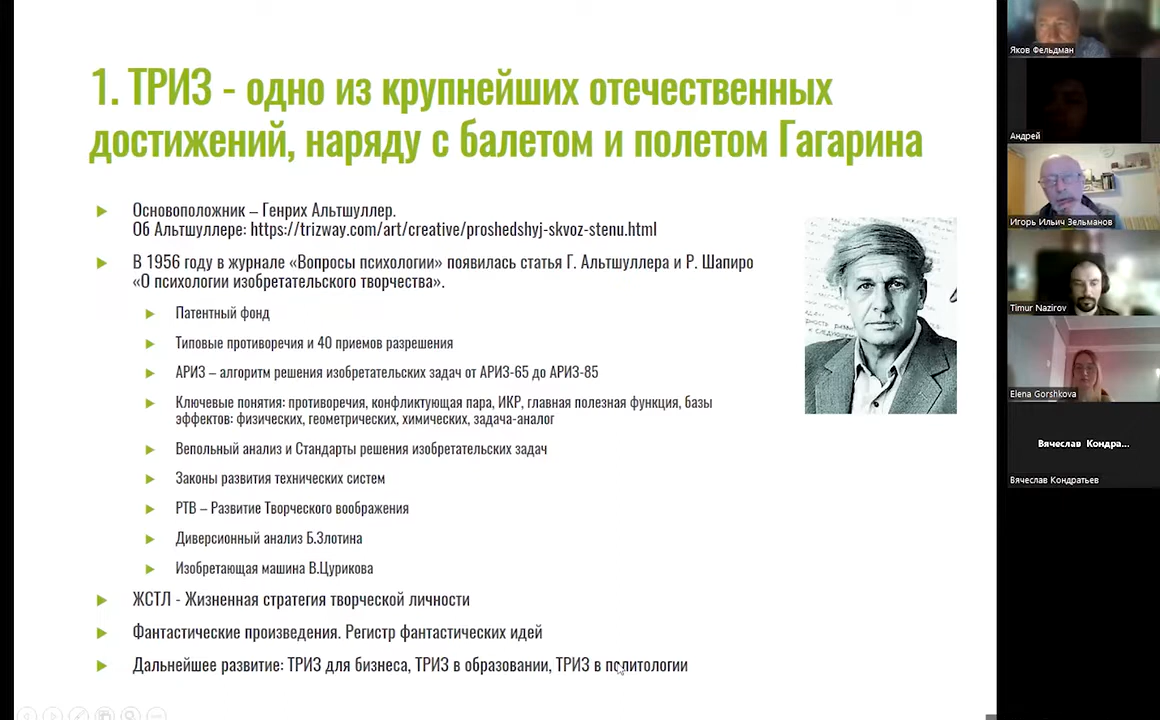 1. ТРИЗ - одно из крупнейших отечественных
достижений, наряду с балетом и полетом Гагарина
Основоположник – Генрих Альтшуллер.
Об Альтшуллере: https://trizway.com/art/creative/proshedshyj-skvoz-stenu.html
В 1956 году в журнале «Вопросы психологии» появилась статья Г. Альтшуллера и Р. Шапиро
«О психологии изобретательского творчества».
Патентный фонд
Типовые противоречия и 40 приемов разрешения
АРИЗ – алгоритм решения изобретательских задач от АРИЗ-65 до АРИЗ-85
Ключевые понятия: противоречия, конфликтующая пара, ИКР, главная полезная функция, базы
эффектов: физических, геометрических, химических, задача-аналог
Вепольный анализ и Стандарты решения изобретательских задач
Законы развития технических систем
РТВ – Развитие Творческого воображения
Диверсионный анализ Б.Злотина
Изобретающая машина В.Цурикова
ЖСТЛ - Жизненная стратегия творческой личности
Фантастические произведения. Регистр фантастических идей
Дальнейшее развитие: ТРИЗ для бизнеса, ТРИЗ в образовании, ТРИЗ в политологии
Яков Фельдман
Андрей
Игорь Ильич Зельманов
Timur Nazirov
Elena Gorshkova
Вячеслав Кондра...
Вячеслав Кондратьев